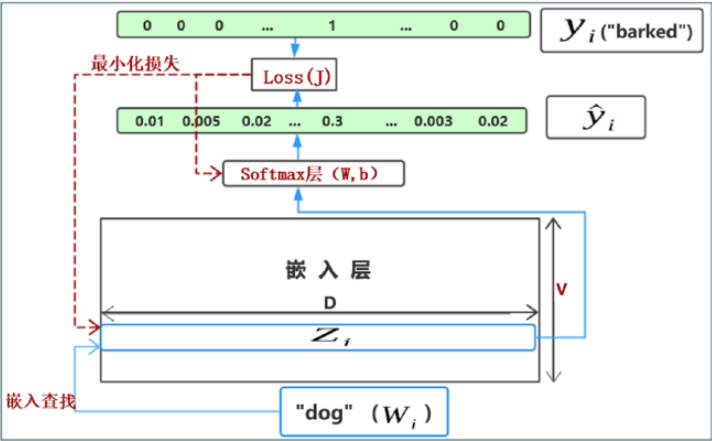 0 0 0 ... 1 ... 0 0
y i ("barked")
最小化损失
Loss(J)
0.01 0.005 0.02 ... 0.3 ... 0.003 0.02
ŷ i
Softmax层（W,b）
嵌 入 层
D
V
Z i
嵌入查找
"dog" （W i）